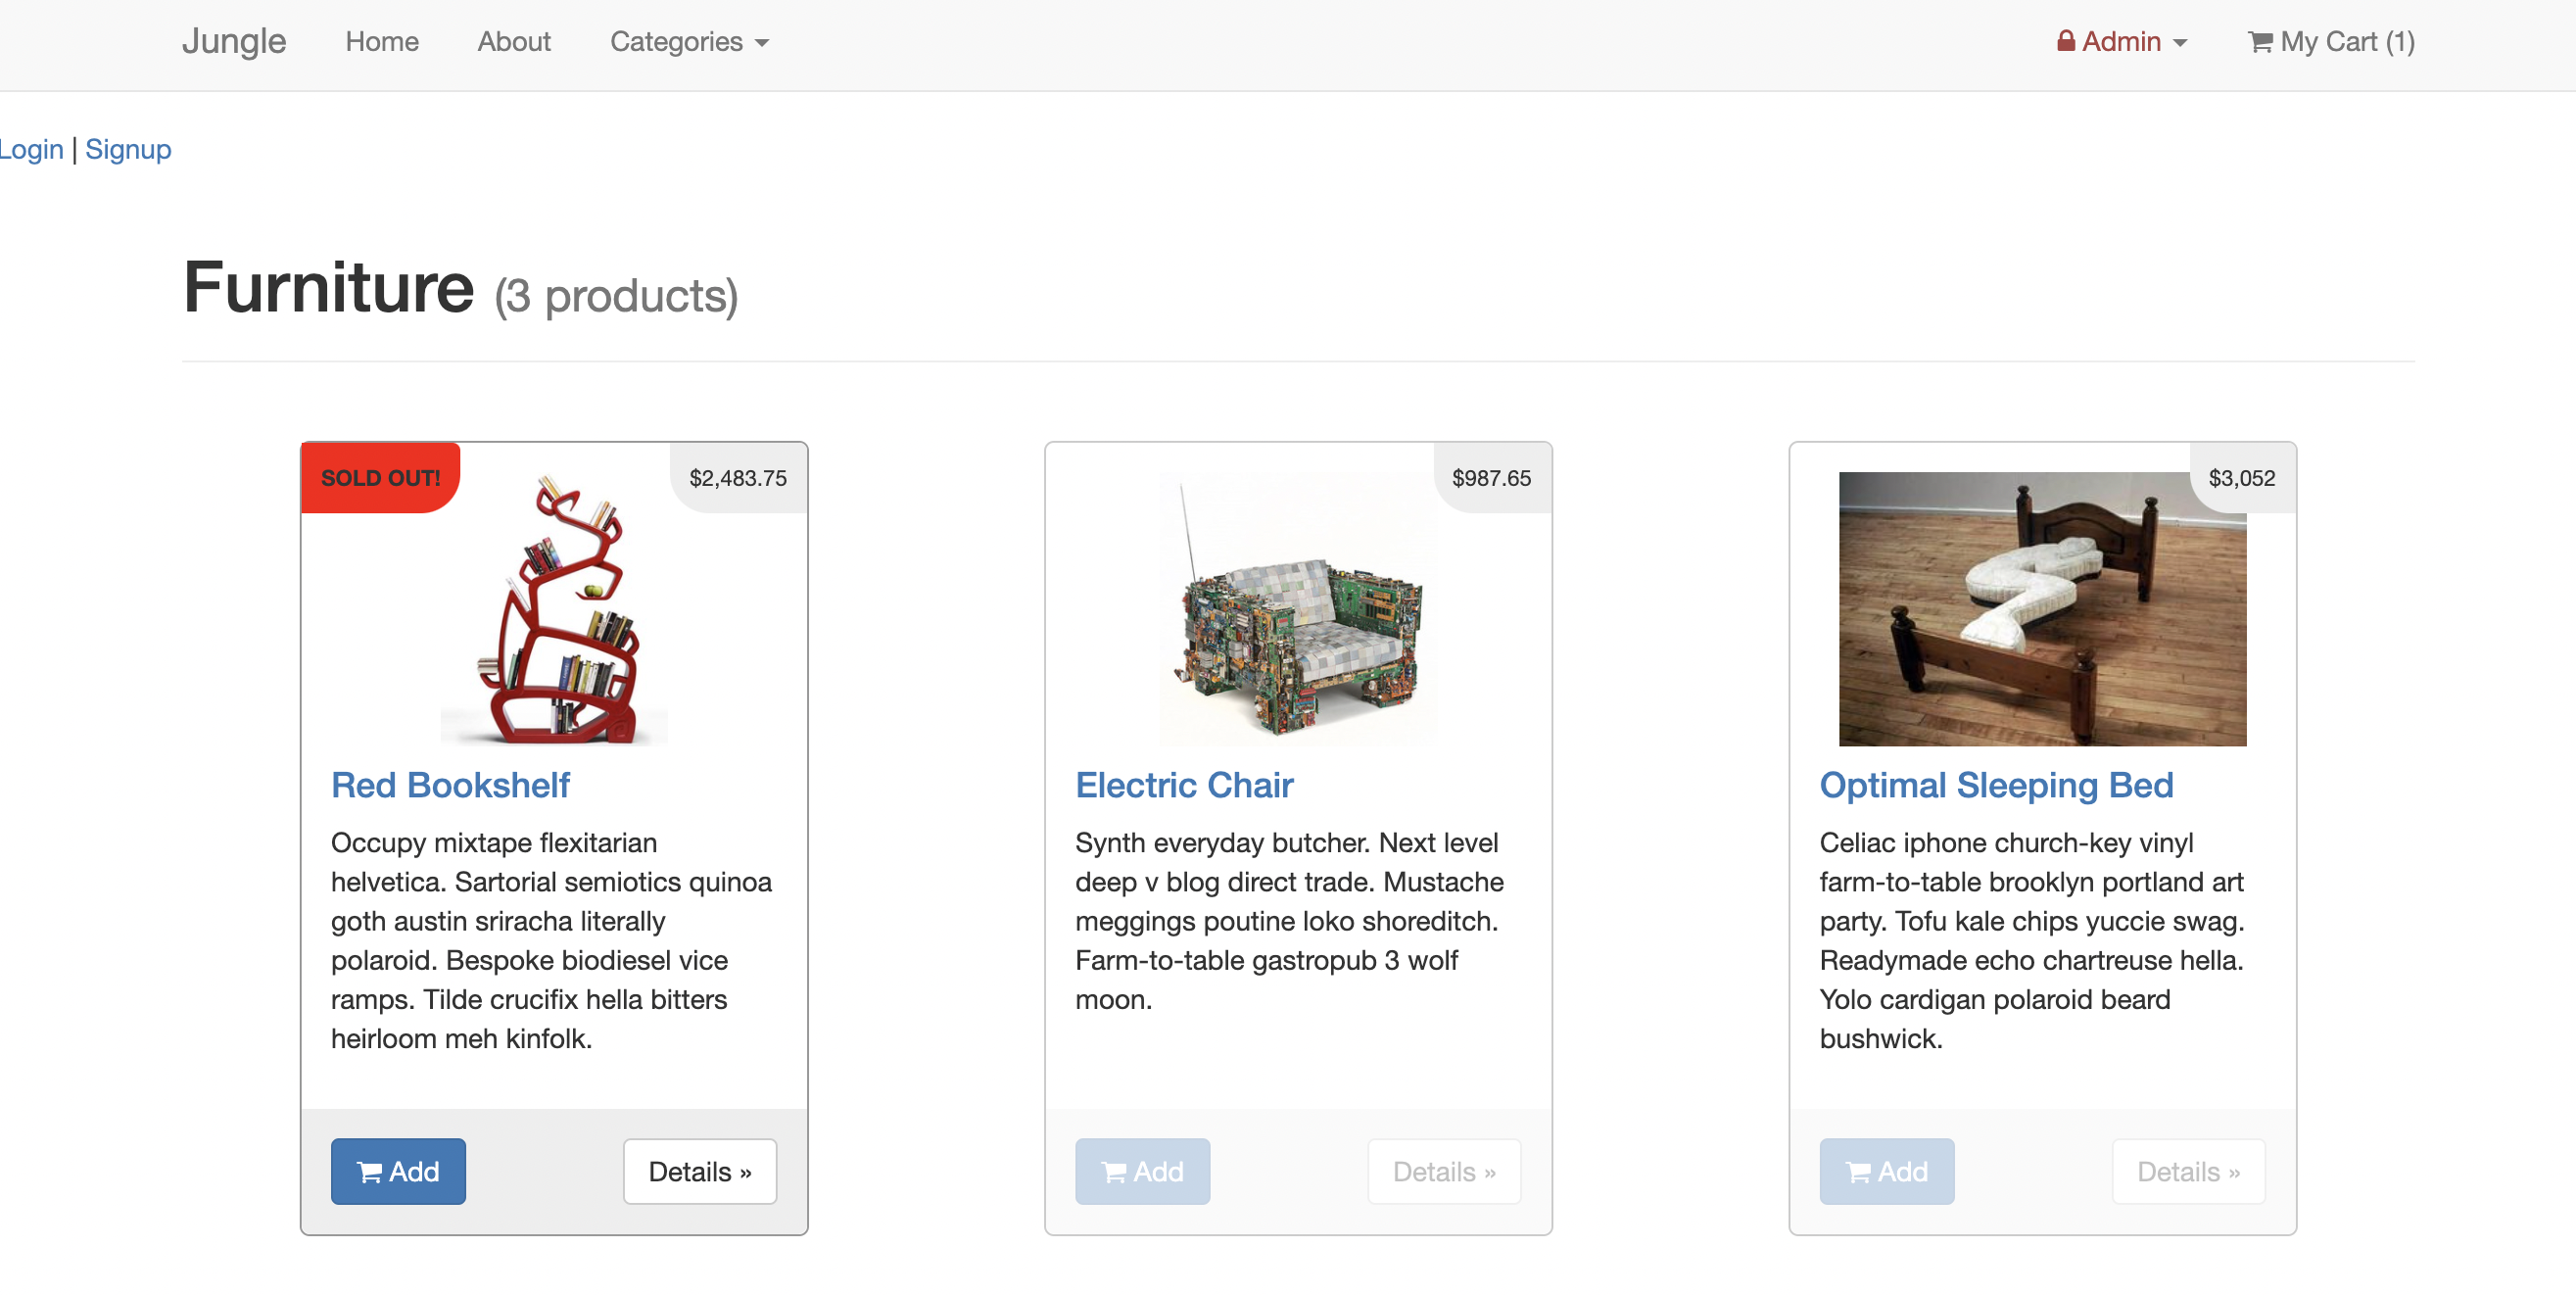 Jungle Home About Categories Admin My Cart (1)
Login | Signup
Furniture (3 products)
SOLD OUT! $2,483.75
Red Bookshelf
Occupy mixtape flexitarian
helvetica. Sartorial semiotics quinoa
goth austin sriracha literally
polaroid. Bespoke biodiesel vice
ramps. Tilde crucifix hella bitters
heirloom meh kinfolk.
Add Details »
$987.65
Electric Chair
Synth everyday butcher. Next level
deep v blog direct trade. Mustache
meggings poutine loko shoreditch.
Farm-to-table gastropub 3 wolf
moon.
Add Details »
$3,052
Optimal Sleeping Bed
Celiac iphone church-key vinyl
farm-to-table brooklyn portland art
party. Tofu kale chips yuccie swag.
Readymade echo chartreuse hella.
Yolo cardigan polaroid beard
bushwick.
Add Details »